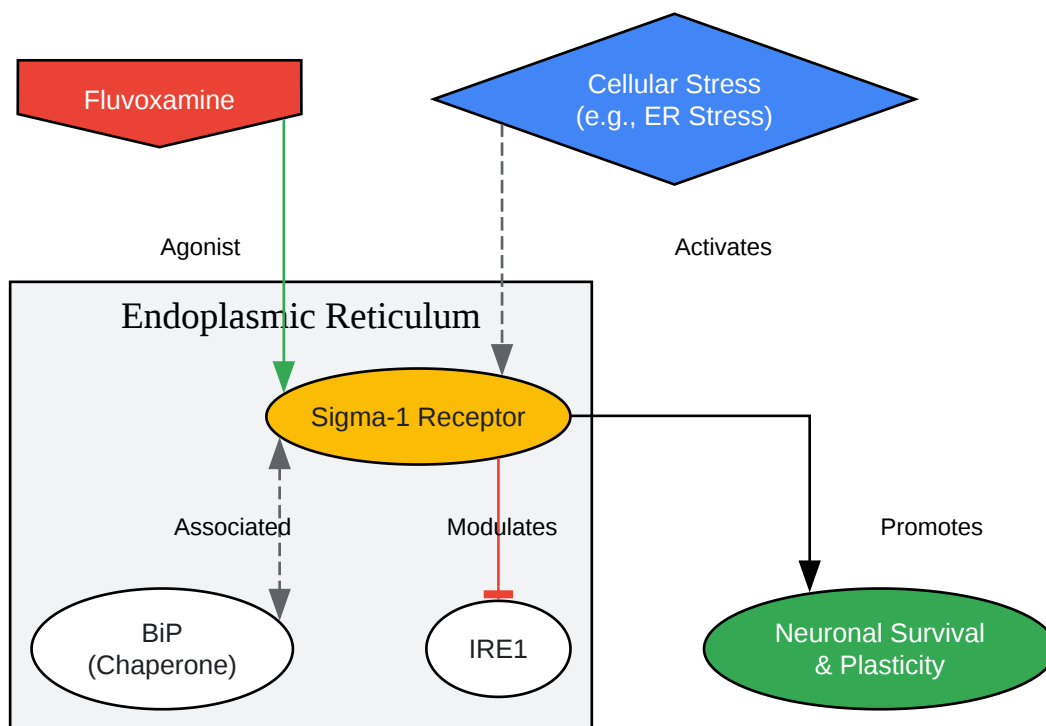 Cellular Stress
(e.g., ER Stress)
Fluvoxamine
Agonist
Activates
Endoplasmic Reticulum
Sigma-1 Receptor
Associated
Modulates
Promotes
BiP
(Chaperone)
IRE1
Neuronal Survival
& Plasticity